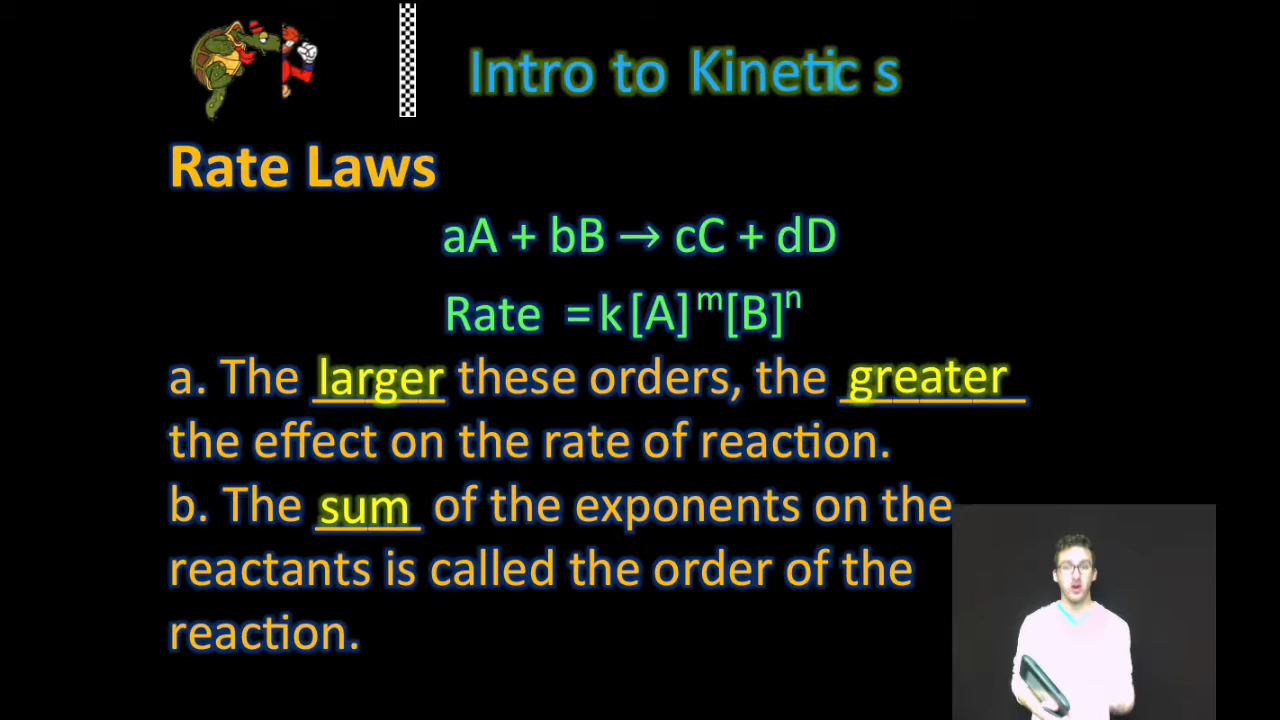 Intro to Kinetic s
Rate Laws
aA + bB → cC + dD
Rate = k [A]ᵐ[B]ⁿ
a. The larger these orders, the greater
the effect on the rate of reaction.
b. The sum of the exponents on the
reactants is called the order of the
reaction.